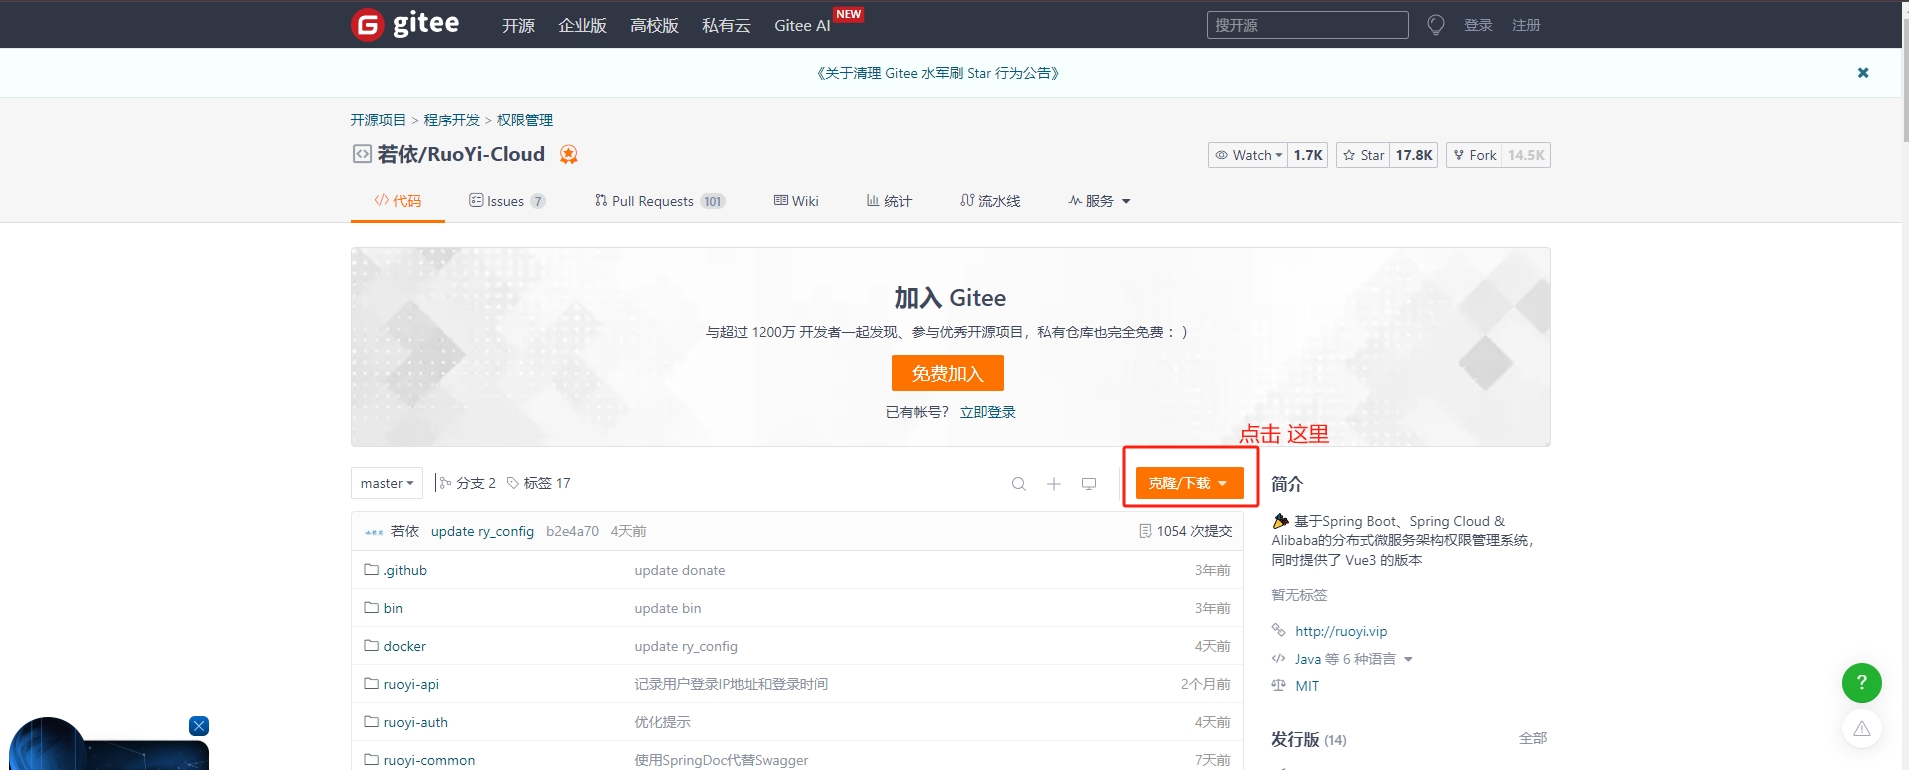 gitee 开源 企业版 高校版 私有云 Gitee AI NEW 搜开源 登录 注册
《关于清理 Gitee 水军刷 Star 行为公告》
开源项目 > 程序开发 > 权限管理
若依/RuoYi-Cloud Watch 1.7K Star 17.8K Fork 14.5K
代码 Issues 7 Pull Requests 101 Wiki 统计 流水线 服务
加入 Gitee
与超过 1200万 开发者一起发现、参与优秀开源项目，私有仓库也完全免费：）
免费加入
已有帐号? 立即登录
点击 这里
master 分支 2 标签 17 克隆/下载
若依 update ry_config b2e4a70 4天前 1054 次提交
.github update donate 3年前
bin update bin 3年前
docker update ry_config 4天前
ruoyi-api 记录用户登录IP地址和登录时间 2个月前
ruoyi-auth 优化提示 4天前
ruoyi-common 使用SpringDoc代替Swagger 7天前
简介
基于Spring Boot、Spring Cloud &
Alibaba的分布式微服务架构权限管理系统，
同时提供了 Vue3 的版本
暂无标签
http://ruoyi.vip
Java 等 6 种语言
MIT
发行版 (14) 全部
?